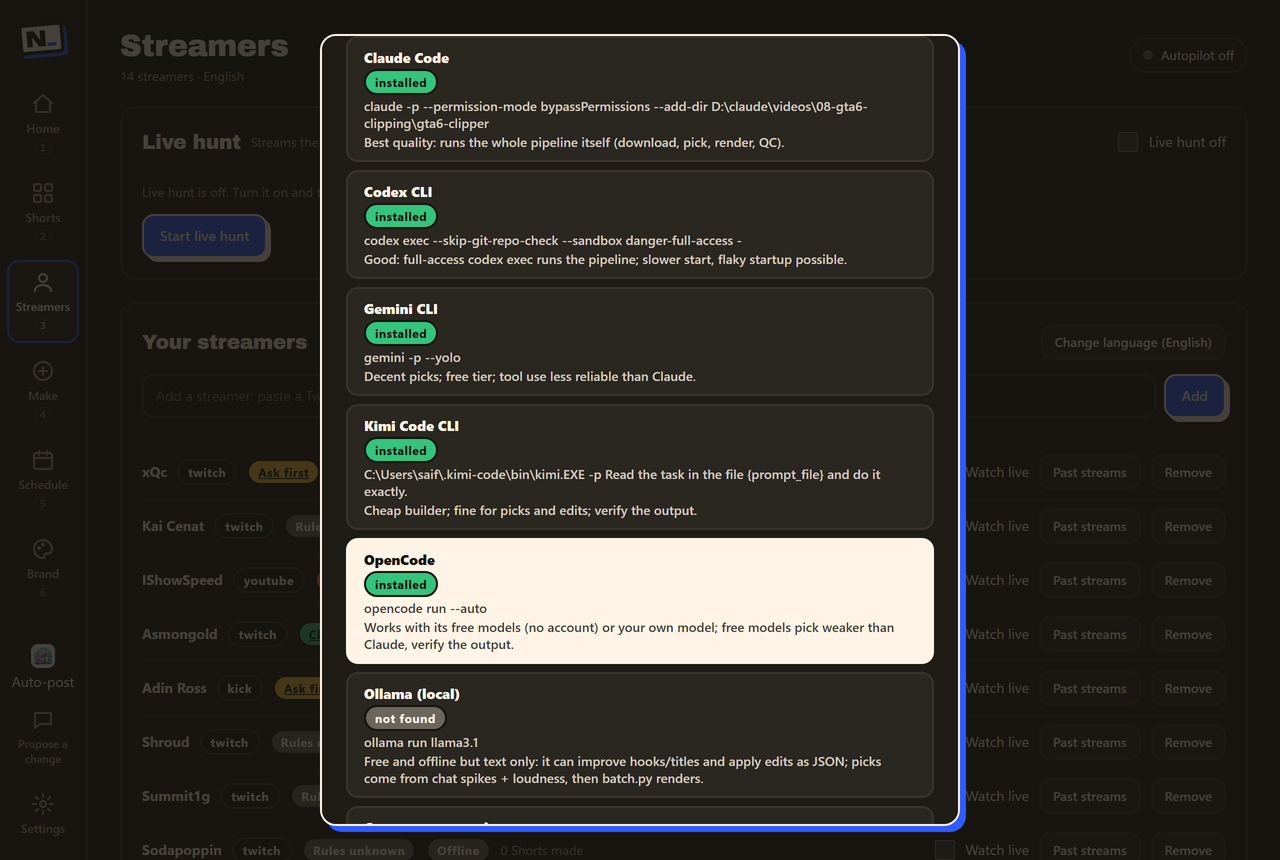 N_
Streamers
14 streamers · English
Autopilot off
Home
1
Shorts
2
Streamers
3
Make
4
Schedule
5
Brand
6
Auto-post
Propose a
change
Settings
Live hunt
Streams the
Live hunt off
Live hunt is off. Turn it on and
Start live hunt
Your streamers
Change language (English)
Add a streamer: paste a Tw
Add
xQc twitch Ask first Watch live Past streams Remove
Kai Cenat twitch Rule Watch live Past streams Remove
IShowSpeed youtube Watch live Past streams Remove
Asmongold twitch Watch live Past streams Remove
Adin Ross kick Ask fi Watch live Past streams Remove
Shroud twitch Rules Watch live Past streams Remove
Summit1g twitch Rul Watch live Past streams Remove
Sodapoppin twitch Rules unknown Offline 0 Shorts made Watch live Past streams Remove
Claude Code
installed
claude -p --permission-mode bypassPermissions --add-dir D:\claude\videos\08-gta6-
clipping\gta6-clipper
Best quality: runs the whole pipeline itself (download, pick, render, QC).
Codex CLI
installed
codex exec --skip-git-repo-check --sandbox danger-full-access -
Good: full-access codex exec runs the pipeline; slower start, flaky startup possible.
Gemini CLI
installed
gemini -p --yolo
Decent picks; free tier; tool use less reliable than Claude.
Kimi Code CLI
installed
C:\Users\saif\.kimi-code\bin\kimi.EXE -p Read the task in the file {prompt_file} and do it
exactly.
Cheap builder; fine for picks and edits; verify the output.
OpenCode
installed
opencode run --auto
Works with its free models (no account) or your own model; free models pick weaker than
Claude, verify the output.
Ollama (local)
not found
ollama run llama3.1
Free and offline but text only: it can improve hooks/titles and apply edits as JSON; picks
come from chat spikes + loudness, then batch.py renders.